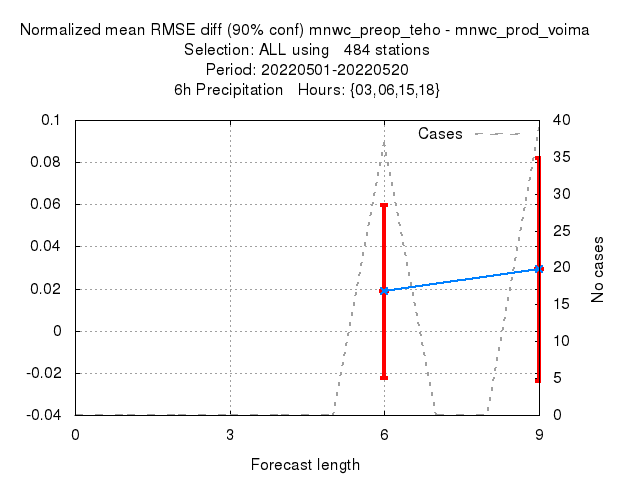 Normalized mean RMSE diff (90% conf) mnwc_preop_teho - mnwc_prod_voima
Selection: ALL using 484 stations
Period: 20220501-20220520
6h Precipitation Hours: {03,06,15,18}
0.1
0.08
0.06
0.04
0.02
0
-0.02
-0.04
Cases
40
35
30
25
20
15
10
5
0
No cases
0 3 6 9
Forecast length